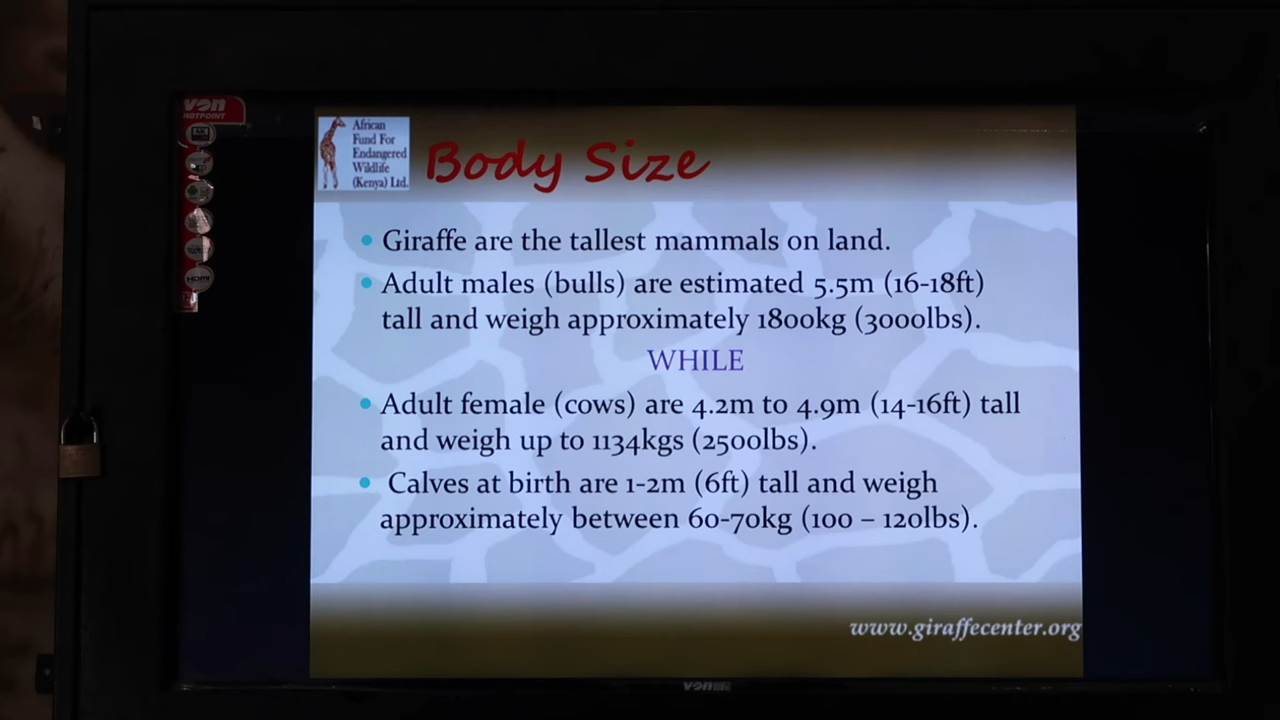 von
HOTPOINT
4K
HDMI
African
Fund For
Endangered
Wildlife
(Kenya) Ltd.
Body Size
Giraffe are the tallest mammals on land.
Adult males (bulls) are estimated 5.5m (16-18ft)
tall and weigh approximately 1800kg (3000lbs).
WHILE
Adult female (cows) are 4.2m to 4.9m (14-16ft) tall
and weigh up to 1134kgs (2500lbs).
Calves at birth are 1-2m (6ft) tall and weigh
approximately between 60-70kg (100 – 120lbs).
www.giraffecenter.org
von